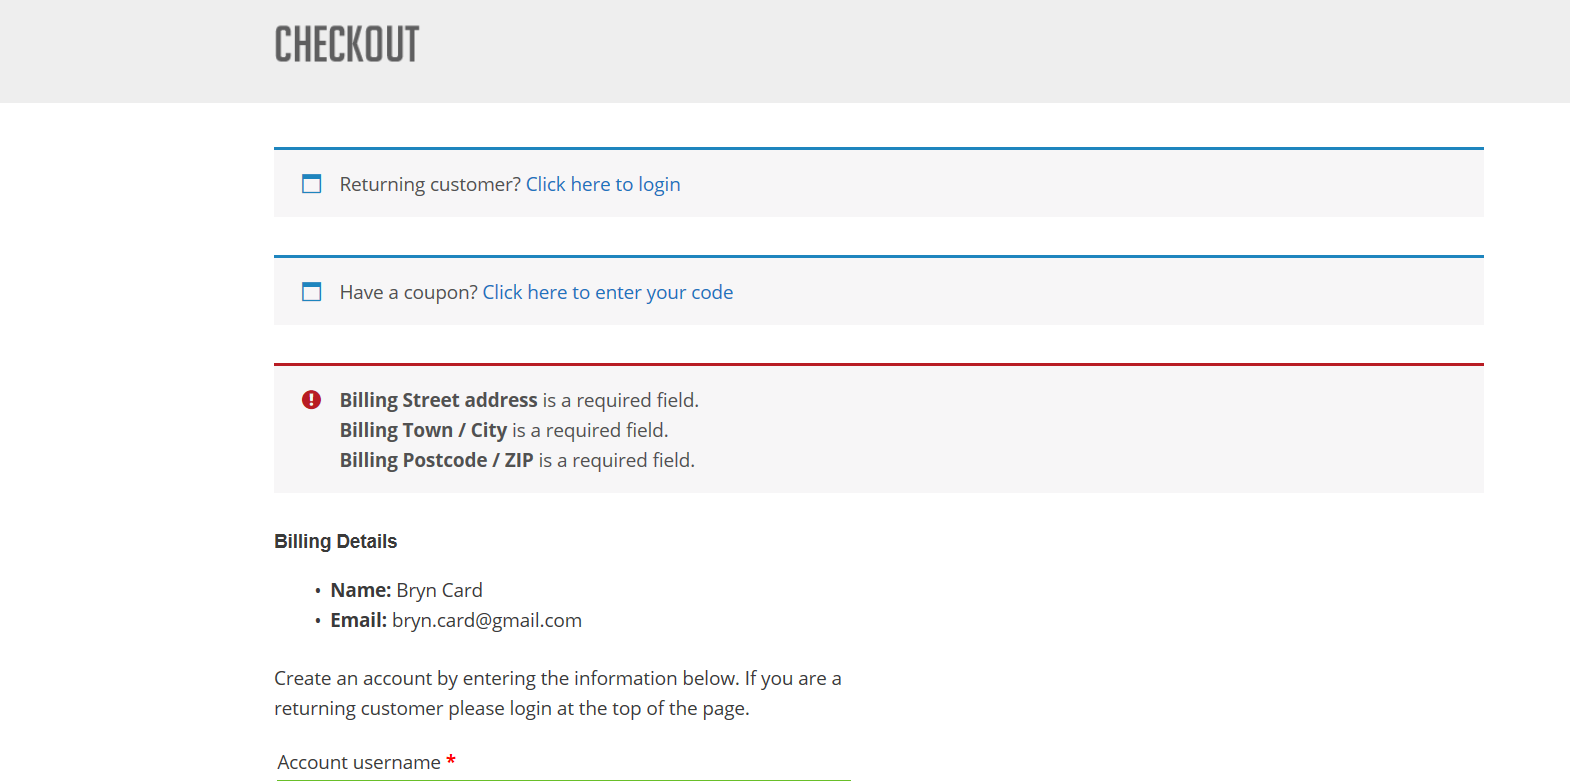 CHECKOUT
Returning customer? Click here to login
Have a coupon? Click here to enter your code
Billing Street address is a required field.
Billing Town / City is a required field.
Billing Postcode / ZIP is a required field.
Billing Details
• Name: Bryn Card
• Email: bryn.card@gmail.com
Create an account by entering the information below. If you are a
returning customer please login at the top of the page.
Account username *